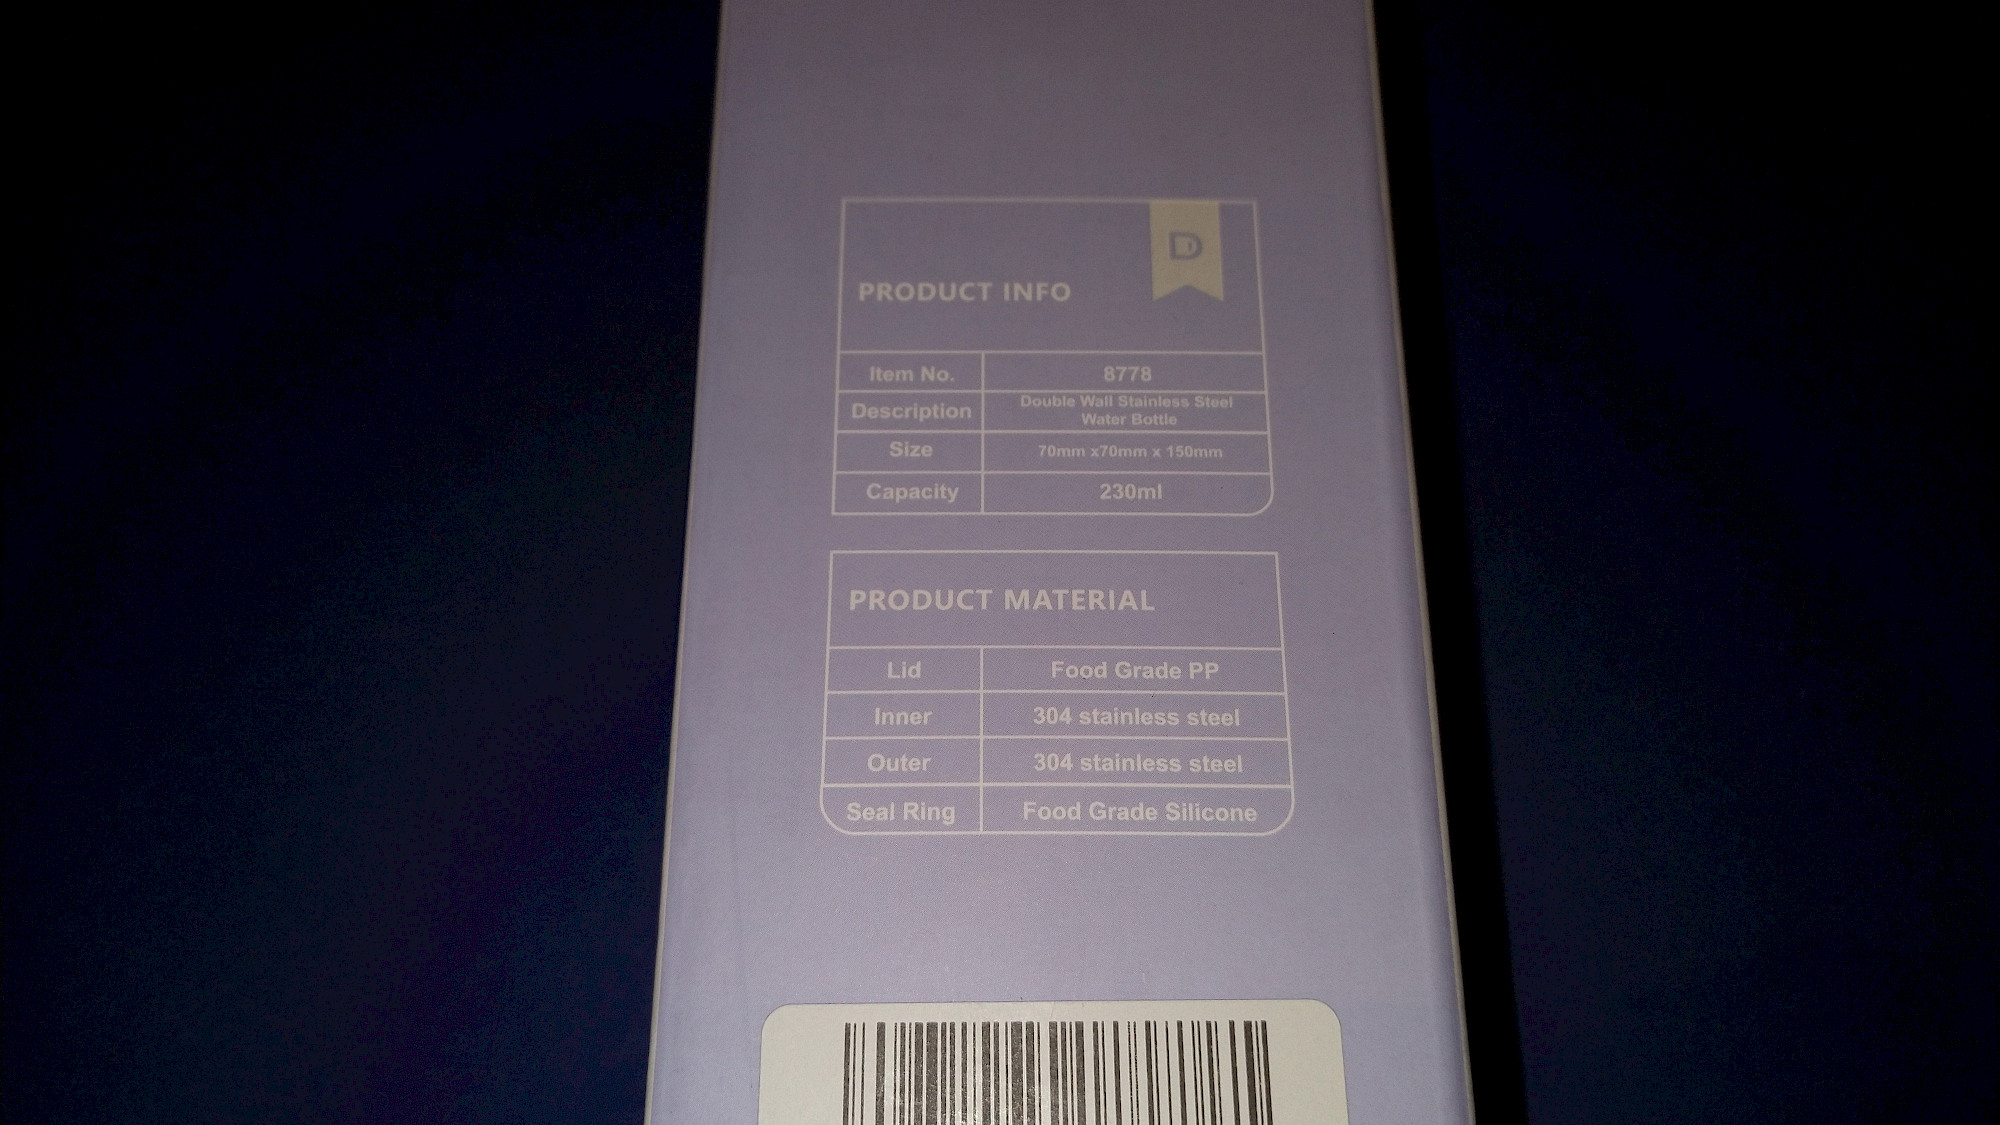 D
PRODUCT INFO
Item No. 8778
Description Double Wall Stainless Steel
Water Bottle
Size 70mm x70mm x 150mm
Capacity 230ml
PRODUCT MATERIAL
Lid Food Grade PP
Inner 304 stainless steel
Outer 304 stainless steel
Seal Ring Food Grade Silicone